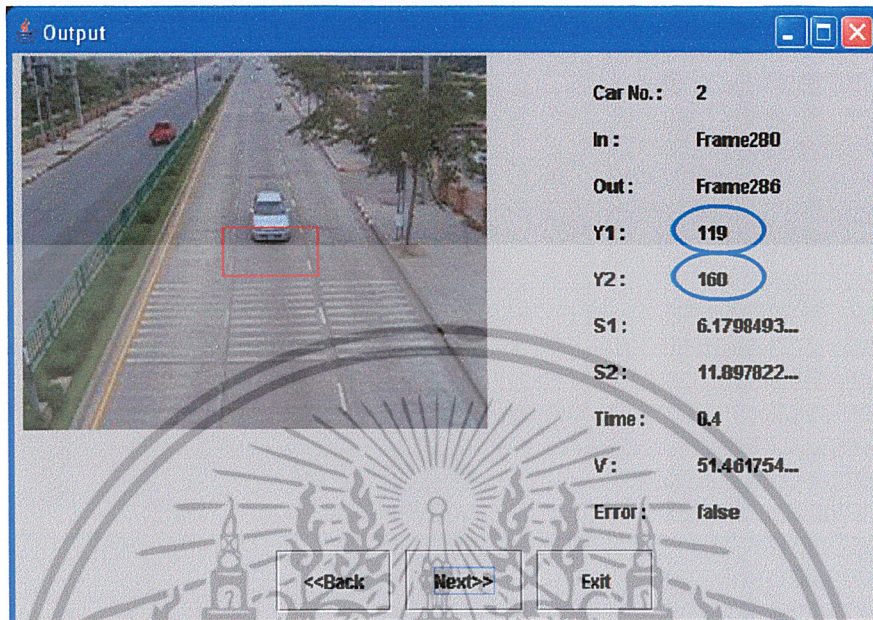 Output
Car No.: 2
In: Frame280
Out: Frame286
Y1: 119
Y2: 160
S1: 6.1798493...
S2: 11.897822...
Time: 0.4
V: 51.461754...
Error: false
<<Back Next>> Exit